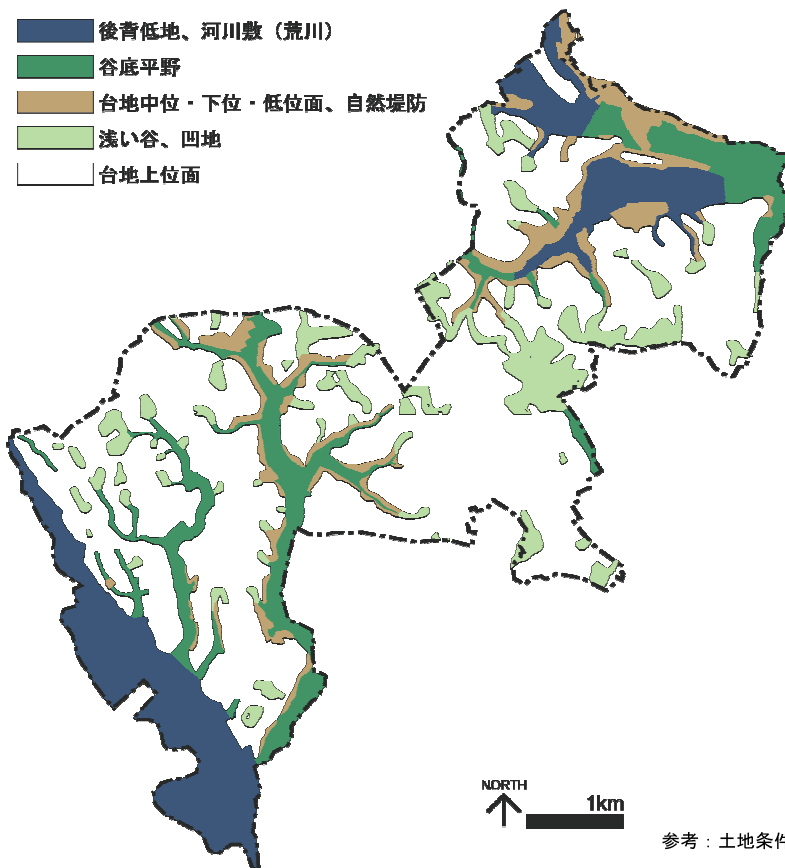 後背低地、河川敷（荒川）
谷底平野
台地中位・下位・低位面、自然堤防
浅い谷、凹地
台地上位面
NORTH
1km
参考：土地条件